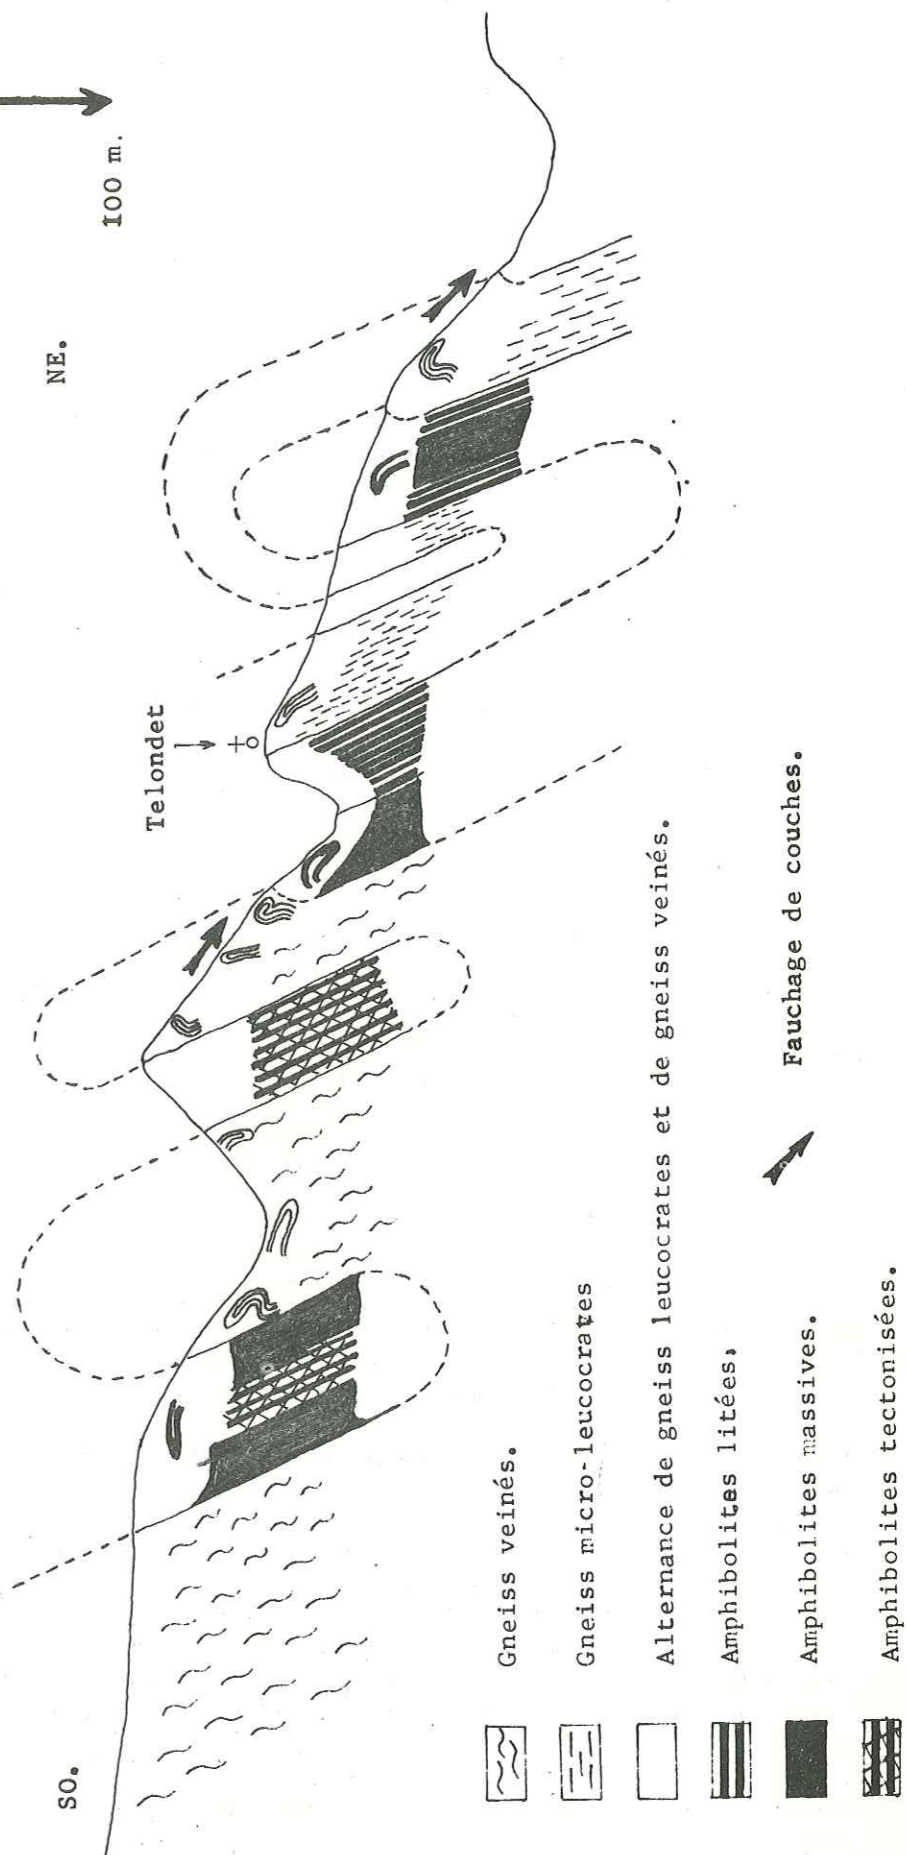 100 m.
NE.
Telondet
SO.
Gneiss veinés.
Gneiss micro-leucocrates
Alternance de gneiss leucocrates et de gneiss veinés.
Amphibolites litées,
Amphibolites massives.
Amphibolites tectonisées.
Fauchage de couches.